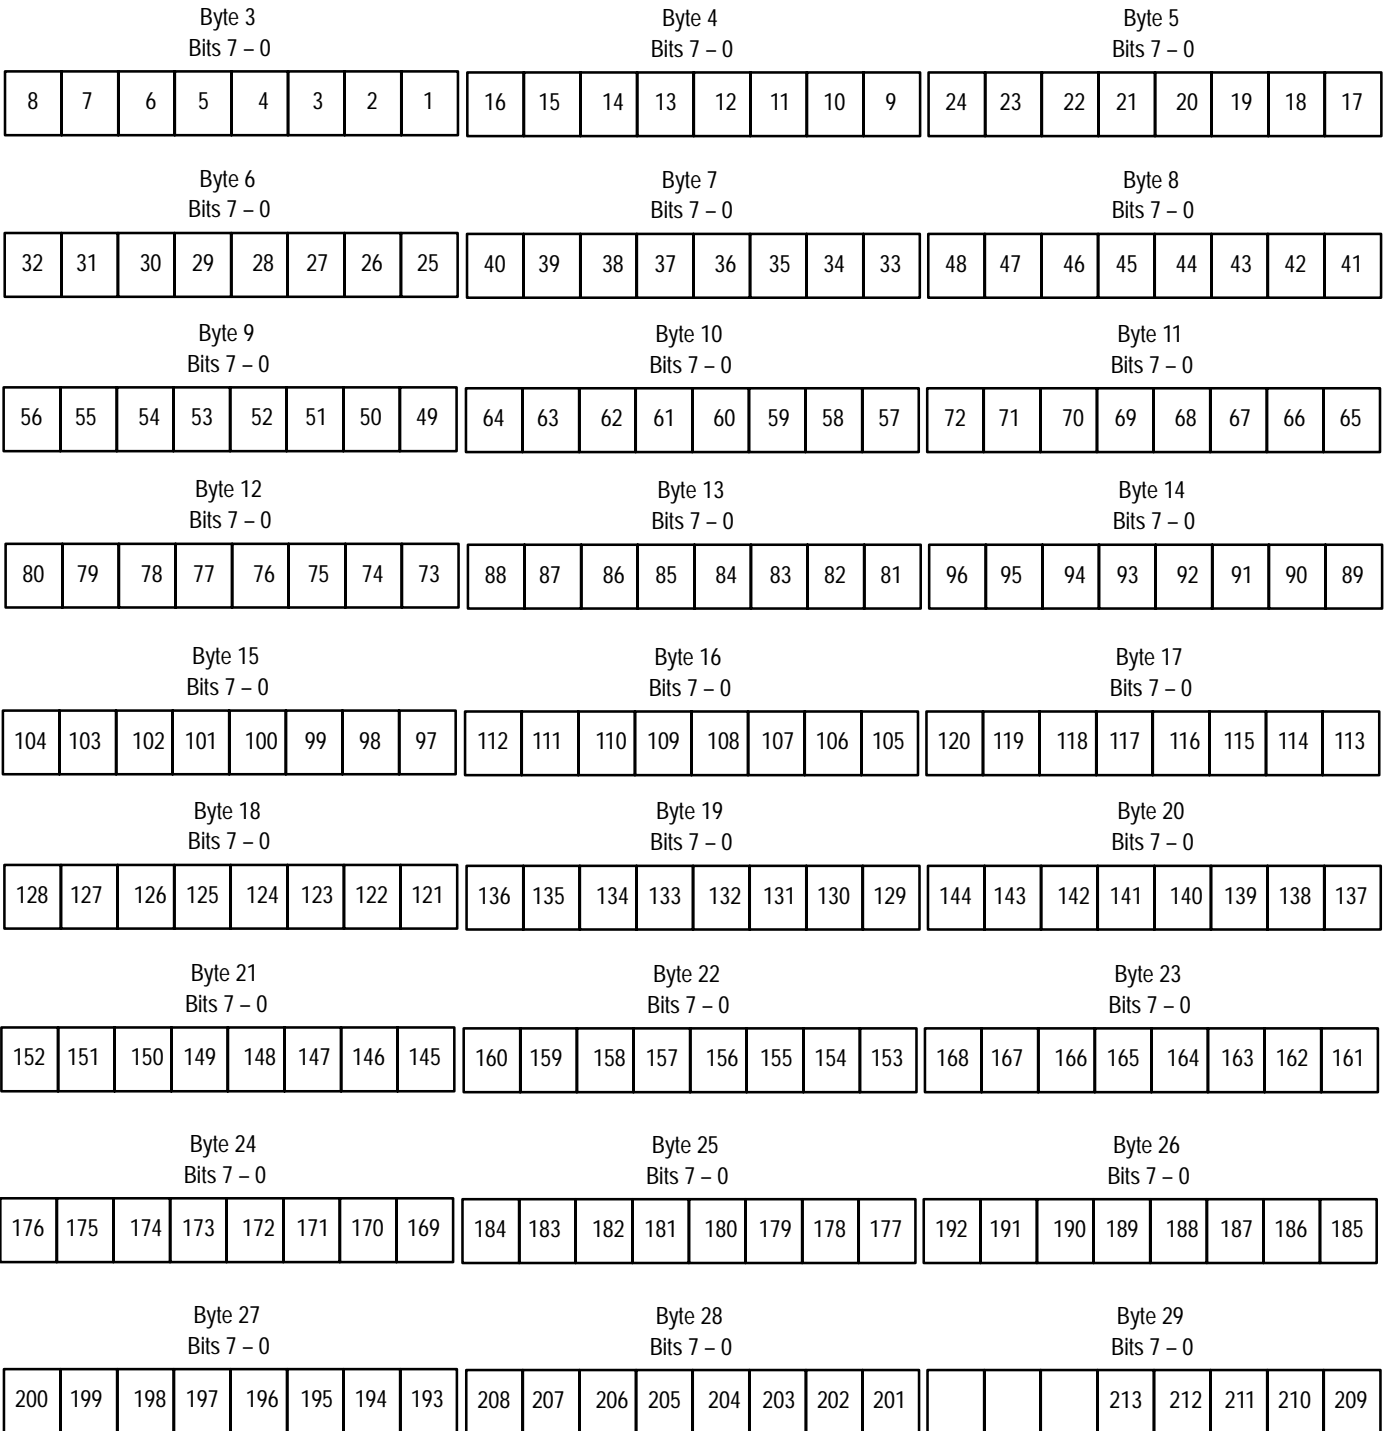 Byte 3 Byte 4 Byte 5
Bits 7 – 0 Bits 7 – 0 Bits 7 – 0
8 7 6 5 4 3 2 1 16 15 14 13 12 11 10 9 24 23 22 21 20 19 18 17
Byte 6 Byte 7 Byte 8
Bits 7 – 0 Bits 7 – 0 Bits 7 – 0
32 31 30 29 28 27 26 25 40 39 38 37 36 35 34 33 48 47 46 45 44 43 42 41
Byte 9 Byte 10 Byte 11
Bits 7 – 0 Bits 7 – 0 Bits 7 – 0
56 55 54 53 52 51 50 49 64 63 62 61 60 59 58 57 72 71 70 69 68 67 66 65
Byte 12 Byte 13 Byte 14
Bits 7 – 0 Bits 7 – 0 Bits 7 – 0
80 79 78 77 76 75 74 73 88 87 86 85 84 83 82 81 96 95 94 93 92 91 90 89
Byte 15 Byte 16 Byte 17
Bits 7 – 0 Bits 7 – 0 Bits 7 – 0
104 103 102 101 100 99 98 97 112 111 110 109 108 107 106 105 120 119 118 117 116 115 114 113
Byte 18 Byte 19 Byte 20
Bits 7 – 0 Bits 7 – 0 Bits 7 – 0
128 127 126 125 124 123 122 121 136 135 134 133 132 131 130 129 144 143 142 141 140 139 138 137
Byte 21 Byte 22 Byte 23
Bits 7 – 0 Bits 7 – 0 Bits 7 – 0
152 151 150 149 148 147 146 145 160 159 158 157 156 155 154 153 168 167 166 165 164 163 162 161
Byte 24 Byte 25 Byte 26
Bits 7 – 0 Bits 7 – 0 Bits 7 – 0
176 175 174 173 172 171 170 169 184 183 182 181 180 179 178 177 192 191 190 189 188 187 186 185
Byte 27 Byte 28 Byte 29
Bits 7 – 0 Bits 7 – 0 Bits 7 – 0
200 199 198 197 196 195 194 193 208 207 206 205 204 203 202 201 213 212 211 210 209